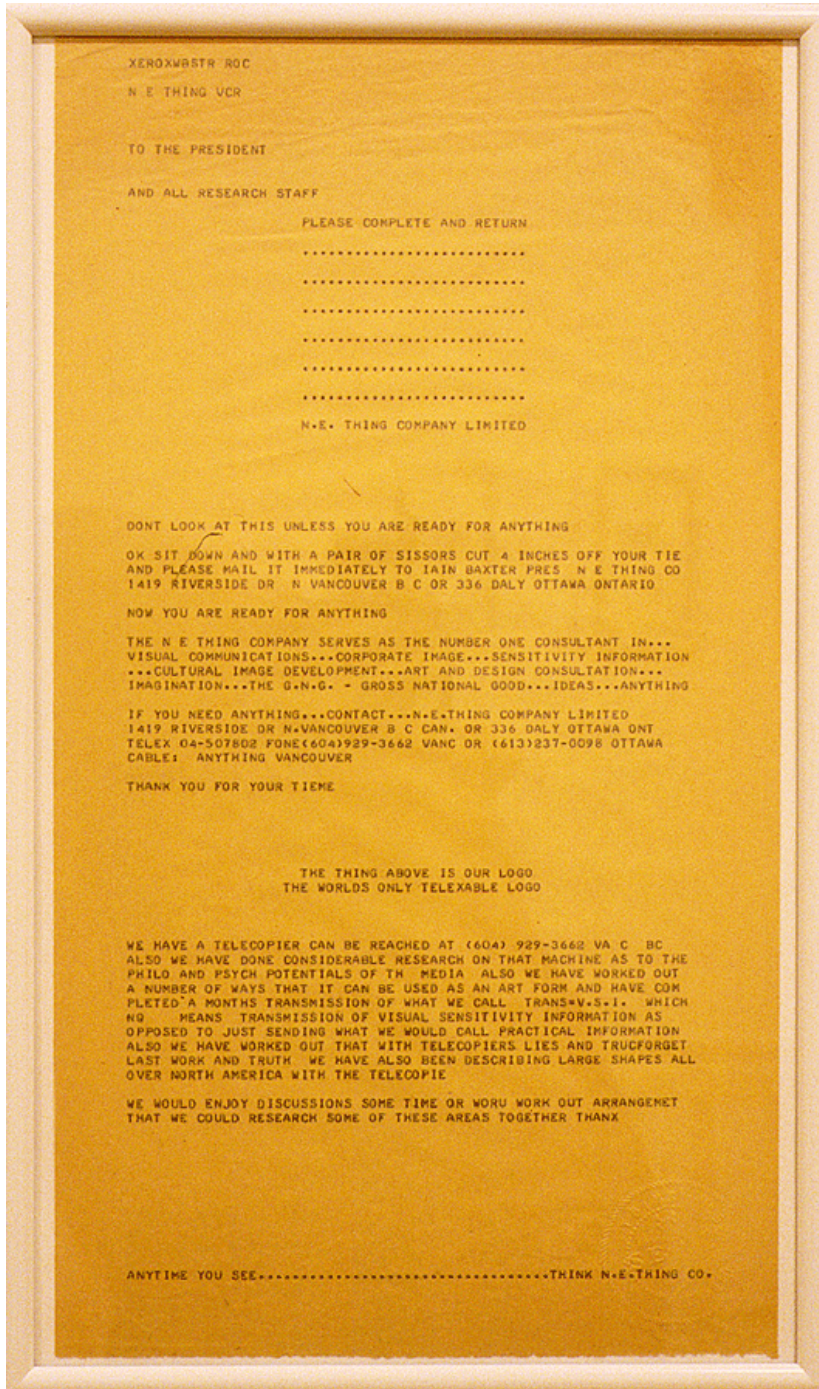 XEROXWBSTR ROC
N E THING VCR
TO THE PRESIDENT
AND ALL RESEARCH STAFF
PLEASE COMPLETE AND RETURN
..........................
..........................
..........................
..........................
..........................
..........................
N.E. THING COMPANY LIMITED
DONT LOOK AT THIS UNLESS YOU ARE READY FOR ANYTHING
OK SIT DOWN AND WITH A PAIR OF SISSORS CUT 4 INCHES OFF YOUR TIE
AND PLEASE MAIL IT IMMEDIATELY TO IAIN BAXTER PRES N E THING CO
1419 RIVERSIDE DR N VANCOUVER B C OR 336 DALY OTTAWA ONTARIO
NOW YOU ARE READY FOR ANYTHING
THE N E THING COMPANY SERVES AS THE NUMBER ONE CONSULTANT IN...
VISUAL COMMUNICATIONS...CORPORATE IMAGE...SENSITIVITY INFORMATION
...CULTURAL IMAGE DEVELOPMENT...ART AND DESIGN CONSULTATION...
IMAGINATION...THE G.N.G. - GROSS NATIONAL GOOD...IDEAS...ANYTHING
IF YOU NEED ANYTHING...CONTACT...N.E.THING COMPANY LIMITED
1419 RIVERSIDE DR N.VANCOUVER B C CAN. OR 336 DALY OTTAWA ONT
TELEX 04-507802 FONE(604)929-3662 VANC OR (613)237-0098 OTTAWA
CABLE: ANYTHING VANCOUVER
THANK YOU FOR YOUR TIEME
THE THING ABOVE IS OUR LOGO
THE WORLDS ONLY TELEXABLE LOGO
WE HAVE A TELECOPIER CAN BE REACHED AT (604) 929-3662 VA C BC
ALSO WE HAVE DONE CONSIDERABLE RESEARCH ON THAT MACHINE AS TO THE
PHILO AND PSYCH POTENTIALS OF TH MEDIA ALSO WE HAVE WORKED OUT
A NUMBER OF WAYS THAT IT CAN BE USED AS AN ART FORM AND HAVE COM
PLETED A MONTHS TRANSMISSION OF WHAT WE CALL TRANS=V.S.I. WHICH
NG MEANS TRANSMISSION OF VISUAL SENSITIVITY INFORMATION AS
OPPOSED TO JUST SENDING WHAT WE WOULD CALL PRACTICAL IMFORMATION
ALSO WE HAVE WORKED OUT THAT WITH TELECOPIERS LIES AND TRUCFORGET
LAST WORK AND TRUTH WE HAVE ALSO BEEN DESCRIBING LARGE SHAPES ALL
OVER NORTH AMERICA WITH THE TELECOPIE
WE WOULD ENJOY DISCUSSIONS SOME TIME OR WORU WORK OUT ARRANGEMET
THAT WE COULD RESEARCH SOME OF THESE AREAS TOGETHER THANX
ANYTIME YOU SEE..................................THINK N.E.THING CO.